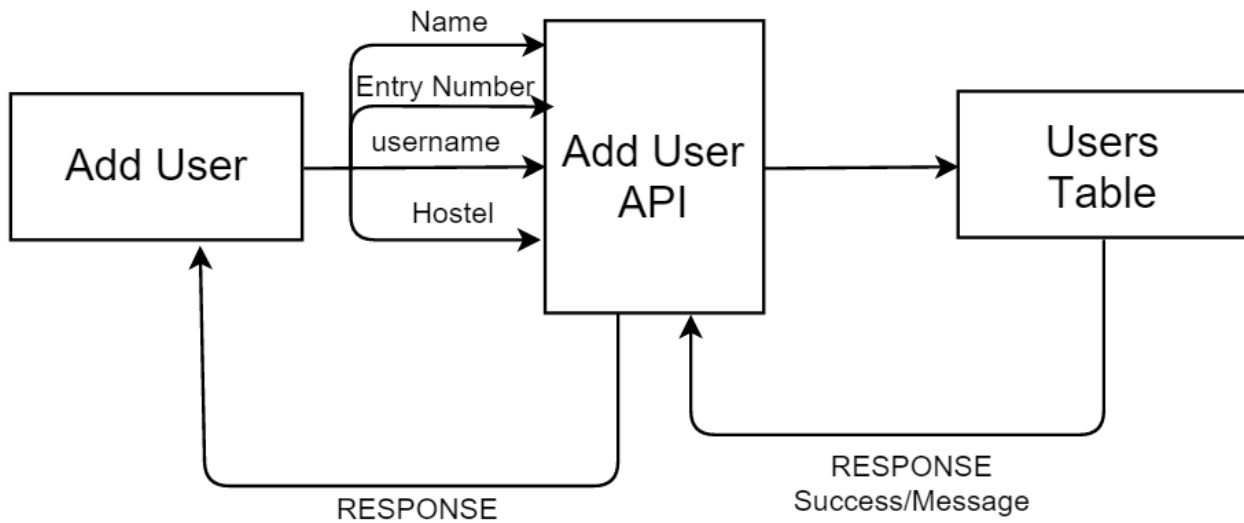 Name
Entry Number
username
Hostel
Add User
Add User
API
Users
Table
RESPONSE
RESPONSE
Success/Message